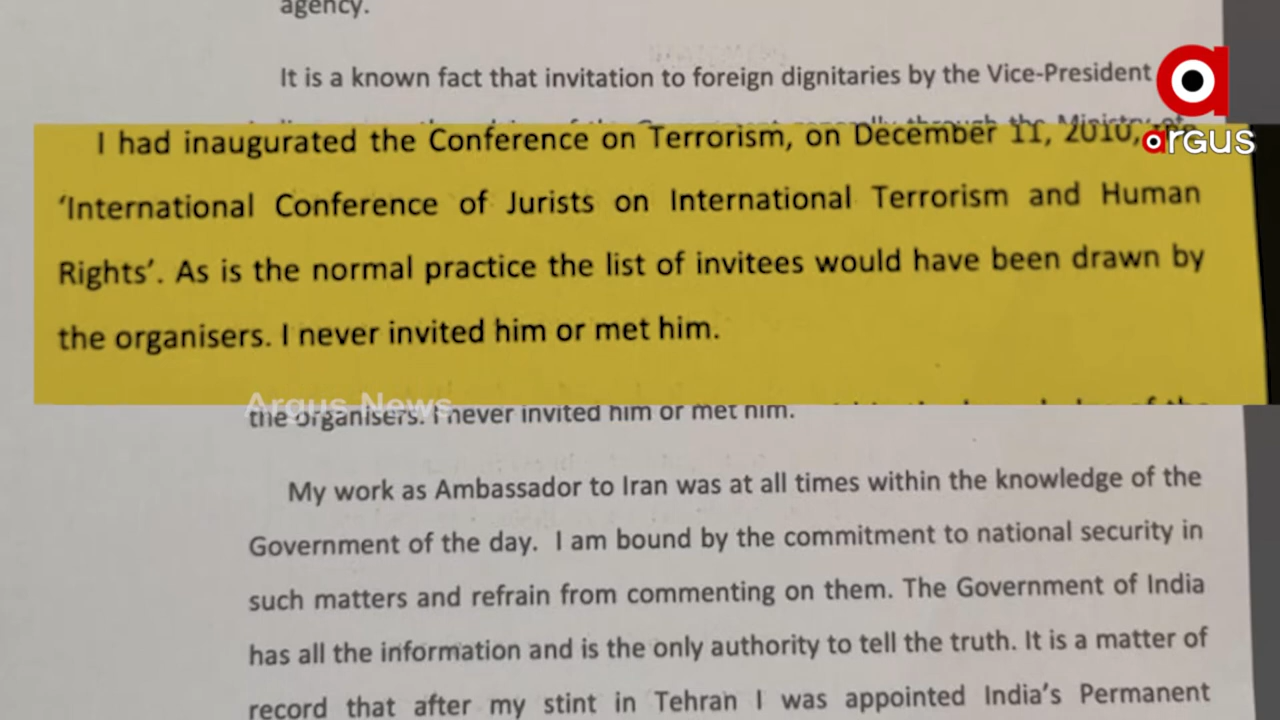 agency.
It is a known fact that invitation to foreign dignitaries by the Vice-President
a
argus
I had inaugurated the Conference on Terrorism, on December 11, 2010,
‘International Conference of Jurists on International Terrorism and Human
Rights’. As is the normal practice the list of invitees would have been drawn by
the organisers. I never invited him or met him.
Argus News
the organisers. I never invited him or met him.
My work as Ambassador to Iran was at all times within the knowledge of the
Government of the day. I am bound by the commitment to national security in
such matters and refrain from commenting on them. The Government of India
has all the information and is the only authority to tell the truth. It is a matter of
record that after my stint in Tehran I was appointed India’s Permanent